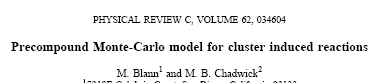 PHYSICAL REVIEW C, VOLUME 62, 034604
Precompound Monte-Carlo model for cluster induced reactions
M. Blann¹ and M. B. Chadwick²